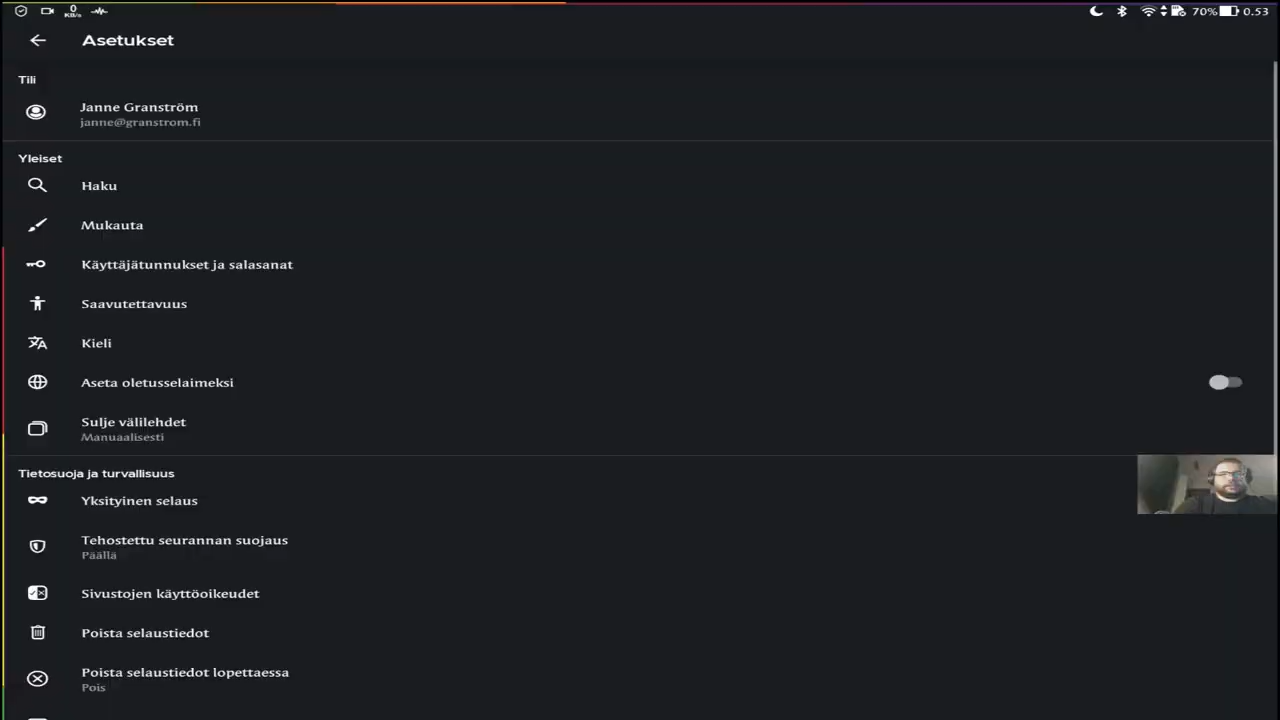 0
KB/s
70%
0.53
Asetukset
Tili
Janne Granström
janne@granstrom.fi
Yleiset
Haku
Mukauta
Käyttäjätunnukset ja salasanat
Saavutettavuus
Kieli
Aseta oletusselaimeksi
Sulje välilehdet
Manuaalisesti
Tietosuoja ja turvallisuus
Yksityinen selaus
Tehostettu seurannan suojaus
Päällä
Sivustojen käyttöoikeudet
Poista selaustiedot
Poista selaustiedot lopettaessa
Pois